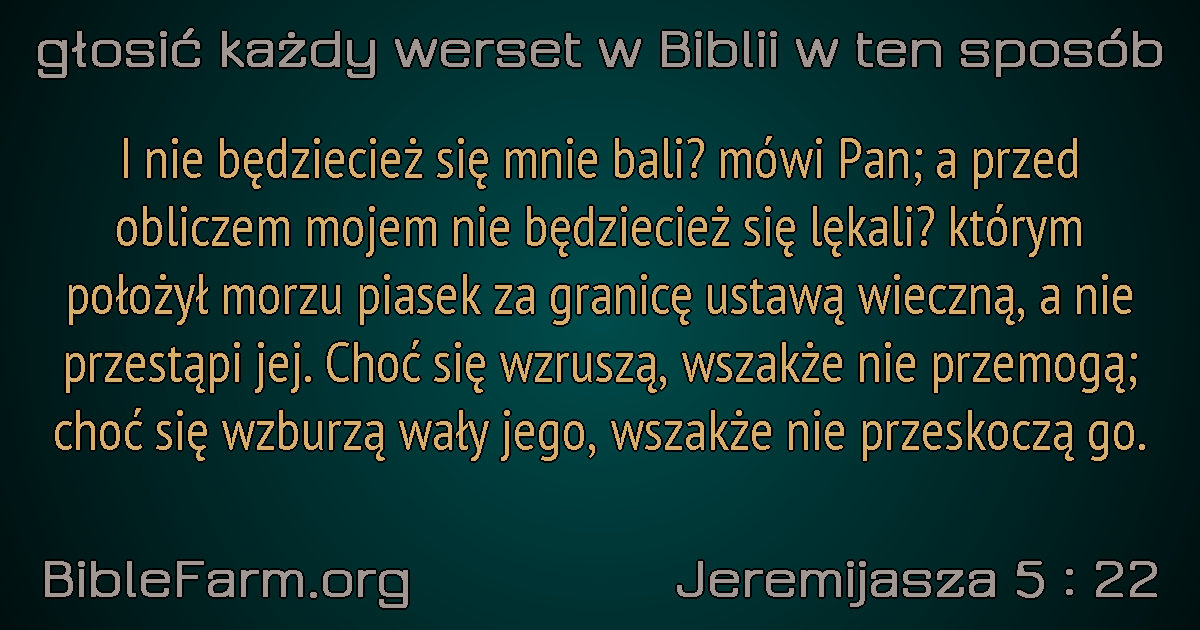 głosić każdy werset w Biblii w ten sposób
I nie będziecież się mnie bali? mówi Pan; a przed
obliczem mojem nie będziecież się lękali? którym
położył morzu piasek za granicę ustawą wieczną, a nie
przestąpi jej. Choć się wzruszą, wszakże nie przemogą;
choć się wzburzą wały jego, wszakże nie przeskoczą go.
BibleFarm.org
Jeremijasza 5 : 22